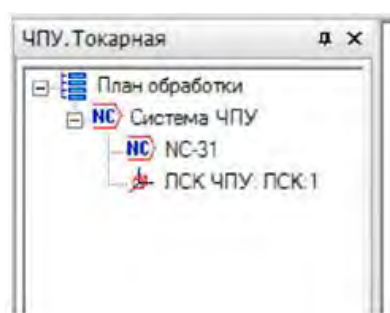 ЧПУ.Токарная
План обработки
NC Система ЧПУ
NC NC-31
ЛСК ЧПУ: ЛСК:1